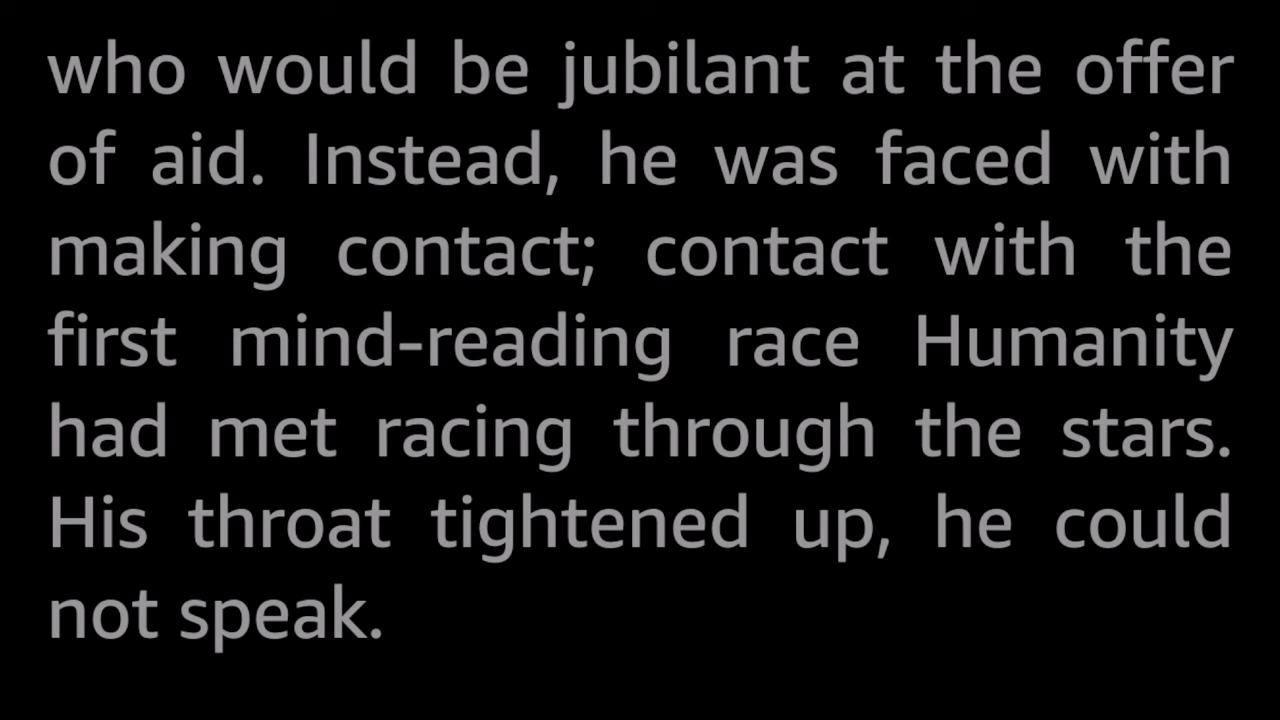 who would be jubilant at the offer
of aid. Instead, he was faced with
making contact; contact with the
first mind-reading race Humanity
had met racing through the stars.
His throat tightened up, he could
not speak.